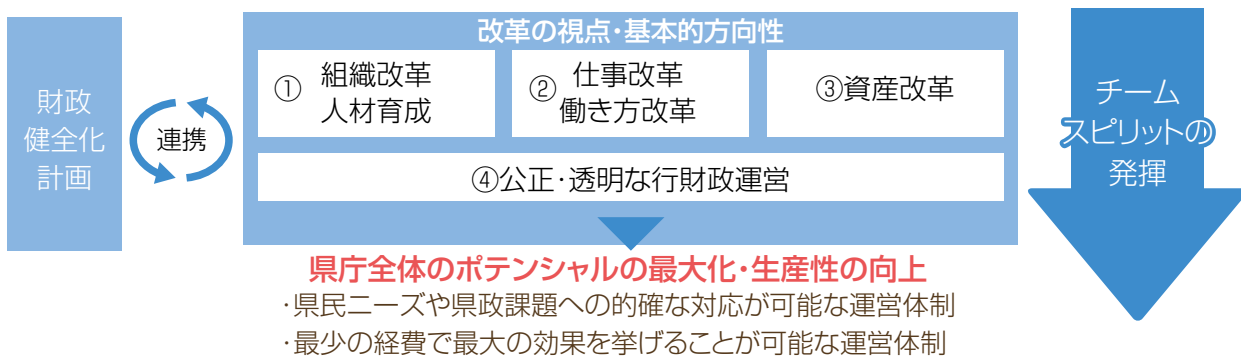 財政
健全化
計画
連携
改革の視点・基本的方向性
① 組織改革
人材育成
② 仕事改革
働き方改革
③資産改革
④公正・透明な行財政運営
チーム
スピリットの
発揮
県庁全体のポテンシャルの最大化・生産性の向上
・県民ニーズや県政課題への的確な対応が可能な運営体制
・最少の経費で最大の効果を挙げることが可能な運営体制